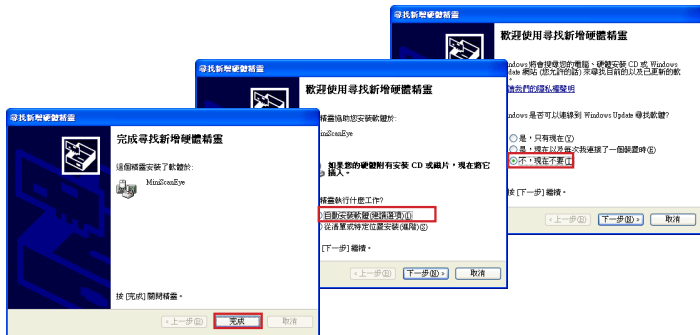 尋找新增硬體精靈
歡迎使用尋找新增硬體精靈
ndows 將會搜尋您的電腦、硬體安裝 CD 或 Windows
date 網站 (您允許的話) 來尋找目前的以及已更新的軟
。
我們的隱私權聲明
ndows 是否可以連線到 Windows Update 尋找軟體?
是，只有現在(Y)
是，現在以及每次我連接了一個裝置時(E)
不，現在不要(T)
按 [下一步] 繼續。
<上一步(B)
下一步(N)>
取消
尋找新增硬體精靈
歡迎使用尋找新增硬體精靈
精靈協助您安裝軟體於:
iniScanEye
如果您的硬體附有安裝 CD 或磁片，現在將它
插入。
精靈執行什麼工作?
自動安裝軟體(建議選項)(I)
從清單或特定位置安裝(進階)(S)
[下一步] 繼續。
<上一步(B)
下一步(N)>
取消
尋找新增硬體精靈
完成尋找新增硬體精靈
這個精靈安裝了軟體於:
MiniScanEye
按 [完成] 關閉精靈。
<上一步(B)
完成
取消